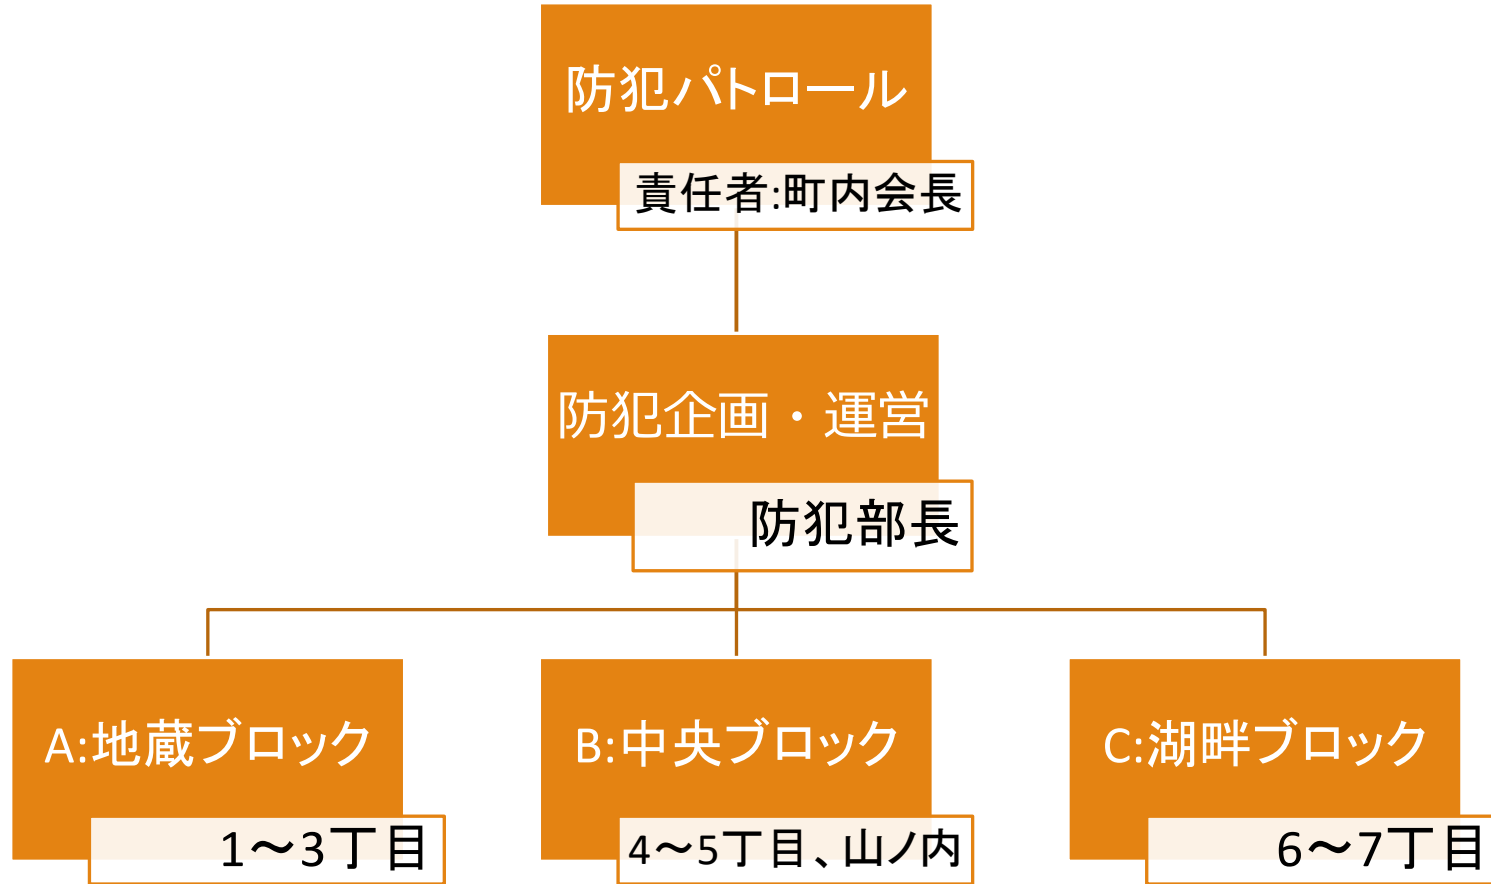 防犯パトロール
責任者:町内会長
防犯企画・運営
防犯部長
A:地蔵ブロック
1～3丁目
B:中央ブロック
4～5丁目、山ノ内
C:湖畔ブロック
6～7丁目